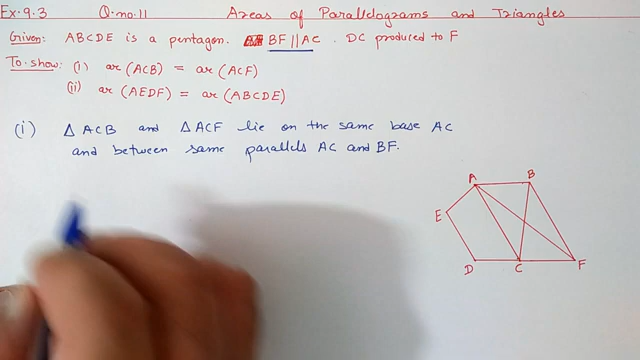 Ex.9.3 Q.no.11 Areas of Parallelograms and Triangles
Given: ABCDE is a pentagon. BF || AC . DC produced to F
To show: (i) ar (ACB) = ar (ACF)
(ii) ar (AEDF) = ar (ABCDE)
(i) △ ACB and △ ACF lie on the same base AC
and between same parallels AC and BF.
A B
E
D C F